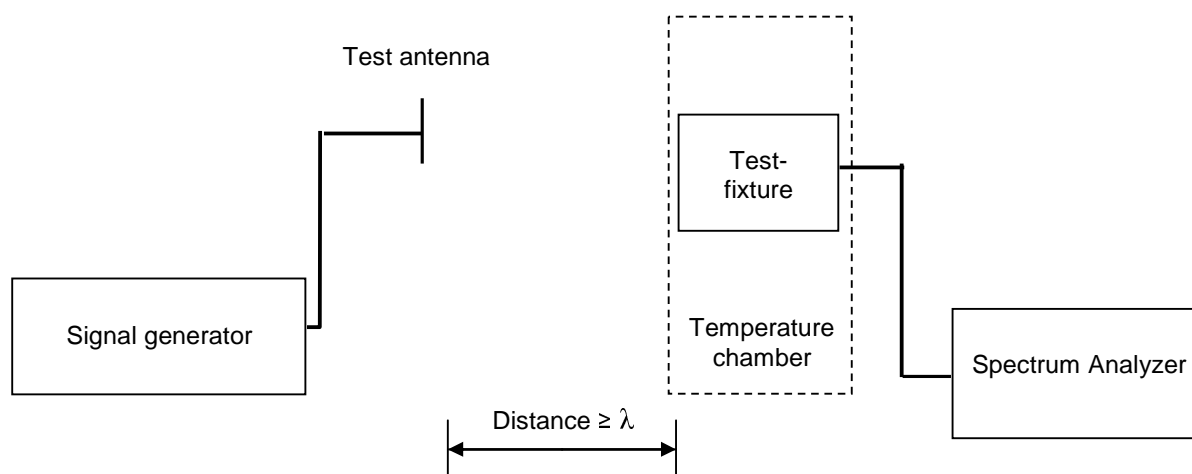 Test antenna
Test-
fixture
Signal generator
Temperature
chamber
Spectrum Analyzer
Distance ≥ λ